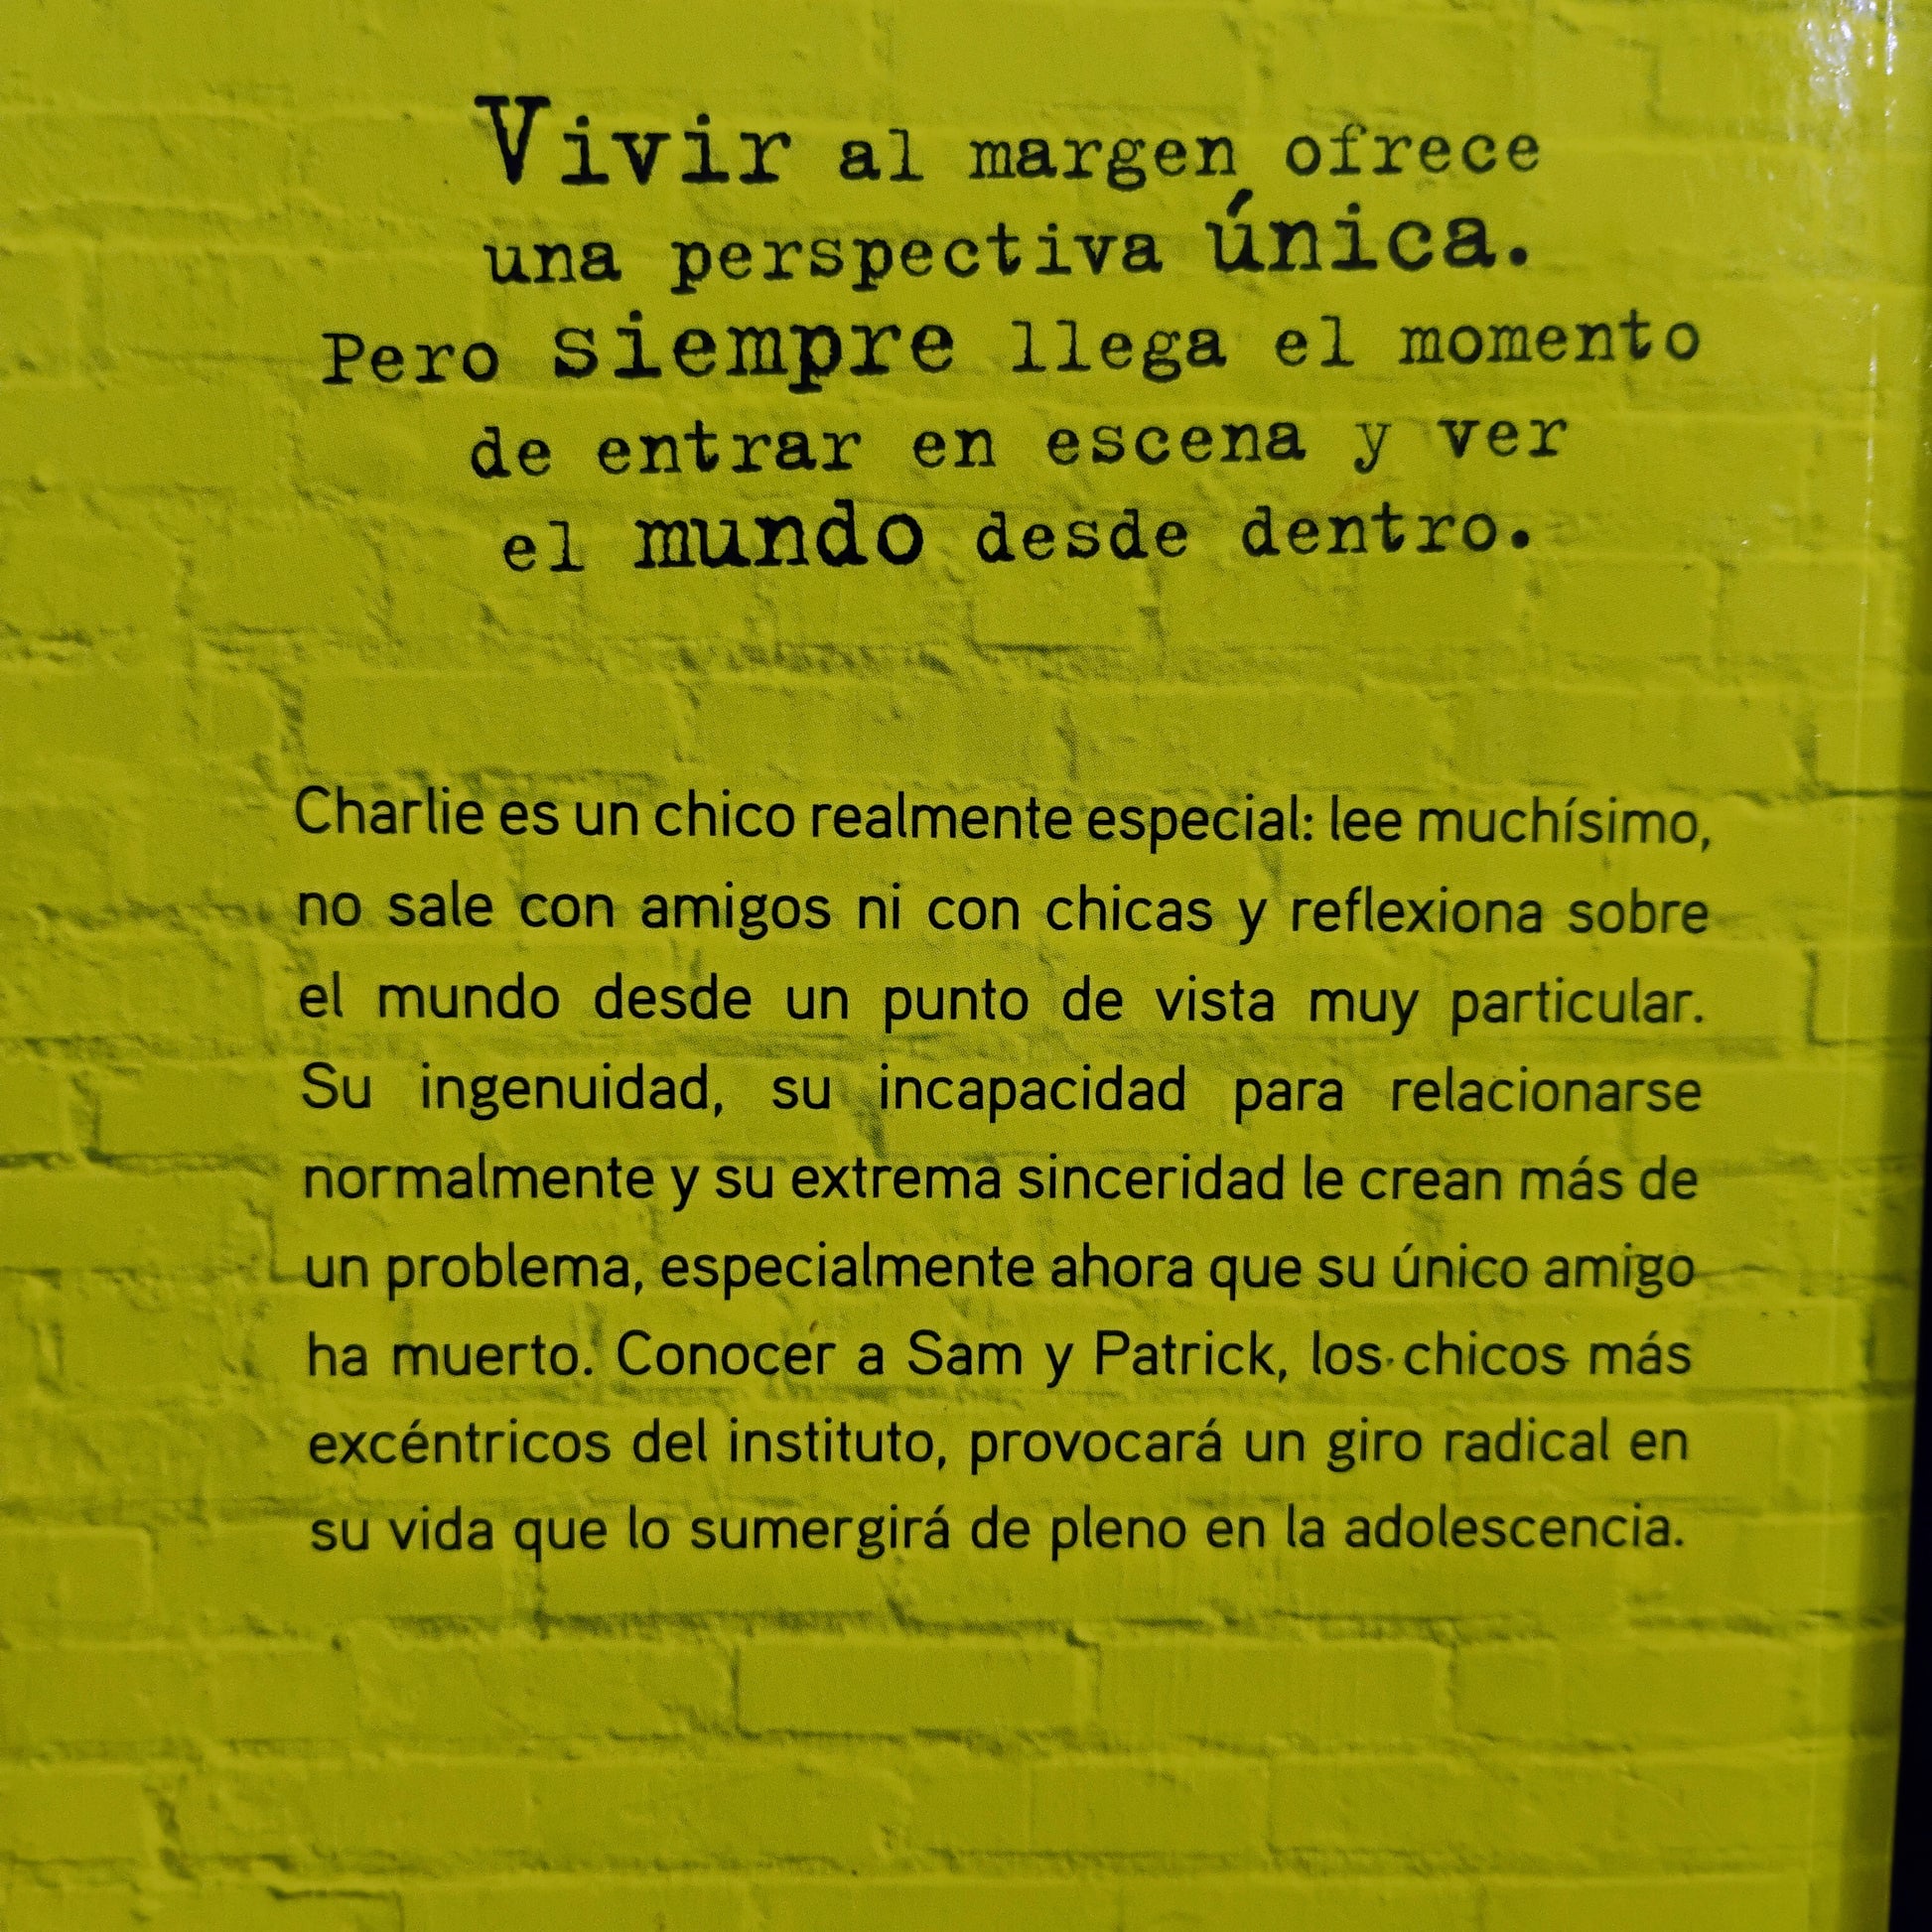 Vivir al margen ofrece
una perspectiva única.
Pero siempre llega el momento
de entrar en escena y ver
el mundo desde dentro.
Charlie es un chico realmente especial: lee muchísimo,
no sale con amigos ni con chicas y reflexiona sobre
el mundo desde un punto de vista muy particular.
Su ingenuidad, su incapacidad para relacionarse
normalmente y su extrema sinceridad le crean más de
un problema, especialmente ahora que su único amigo
ha muerto. Conocer a Sam y Patrick, los chicos más
excéntricos del instituto, provocará un giro radical en
su vida que lo sumergirá de pleno en la adolescencia.